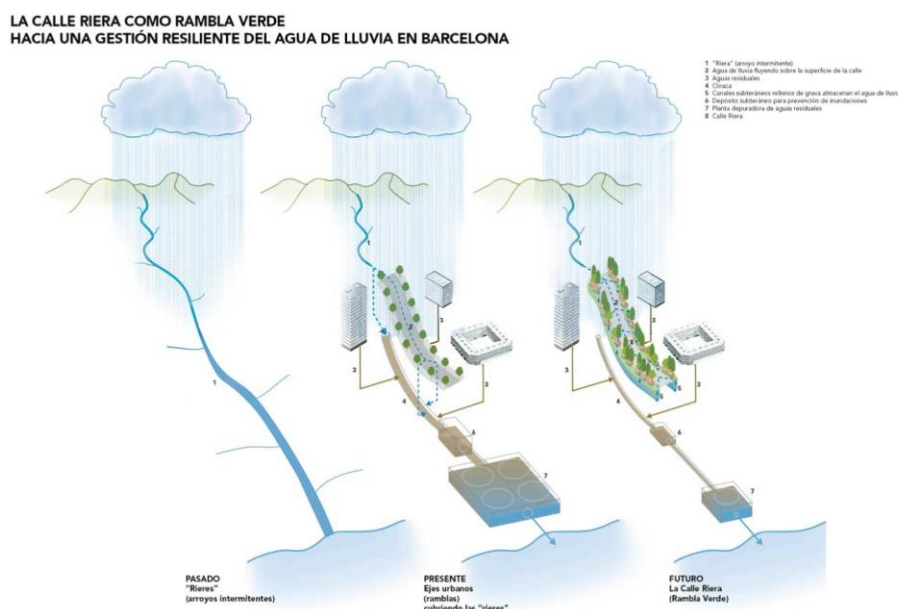 LA CALLE RIERA COMO RAMBLA VERDE
HACIA UNA GESTIÓN RESILIENTE DEL AGUA DE LLUVIA EN BARCELONA
1 "Riera" (arroyo intermitente)
2 Agua de lluvia fluyendo sobre la superficie de la calle
3 Aguas residuales
4 Cloaca
5 Canales subterráneos rellenos de grava almacenan el agua de lluvia
6 Depósito subterráneo para prevención de inundaciones
7 Planta depuradora de aguas residuales
8 Calle Riera
1
1
1
2
3
3
3
4
6
7
2
3
8
3
3
5
5
4
6
7
PASADO
"Rieres"
(arroyos intermitentes)
PRESENTE
Ejes urbanos
(ramblas)
cubriendo las "rieres"
FUTURO
La Calle Riera
(Rambla Verde)